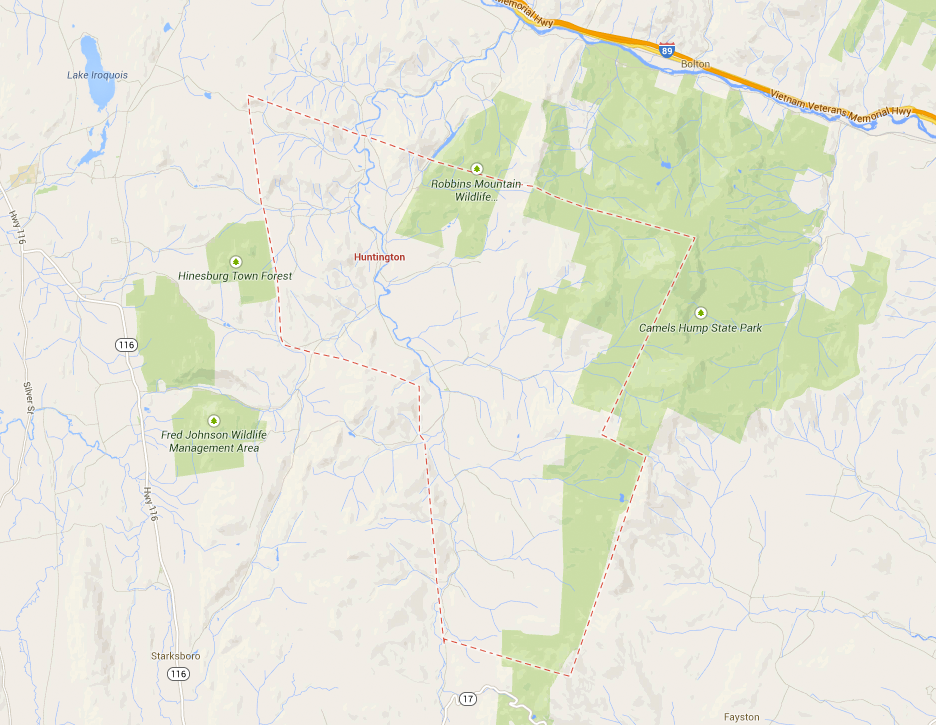 Memorial Hwy
89
Bolton
Lake Iroquois
Vietnam Veterans Memorial Hwy
Robbins Mountain
Wildlife...
Hwy 116
Huntington
Hinesburg Town Forest
Camels Hump State Park
116
Silver St
Fred Johnson Wildlife
Management Area
Hwy 116
Starksboro
116
17
Fayston